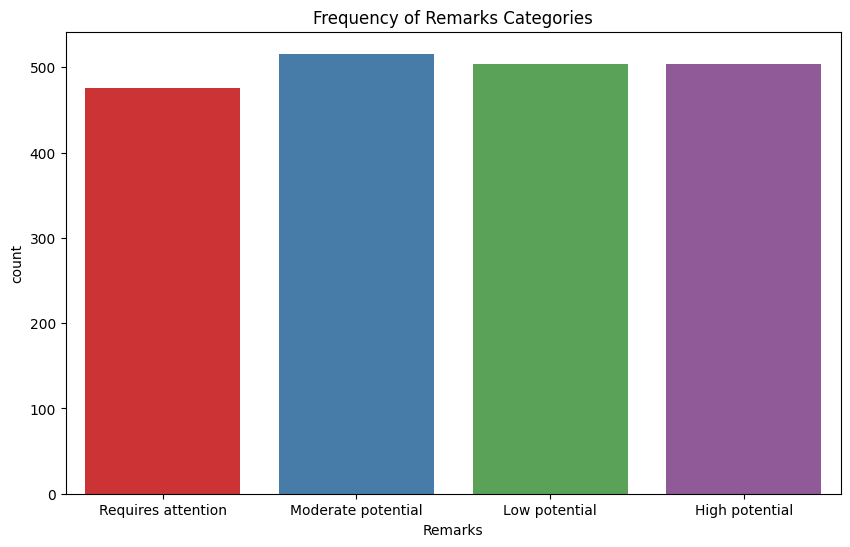 Frequency of Remarks Categories
500
400
300
200
100
0
count
Requires attention Moderate potential Low potential High potential
Remarks